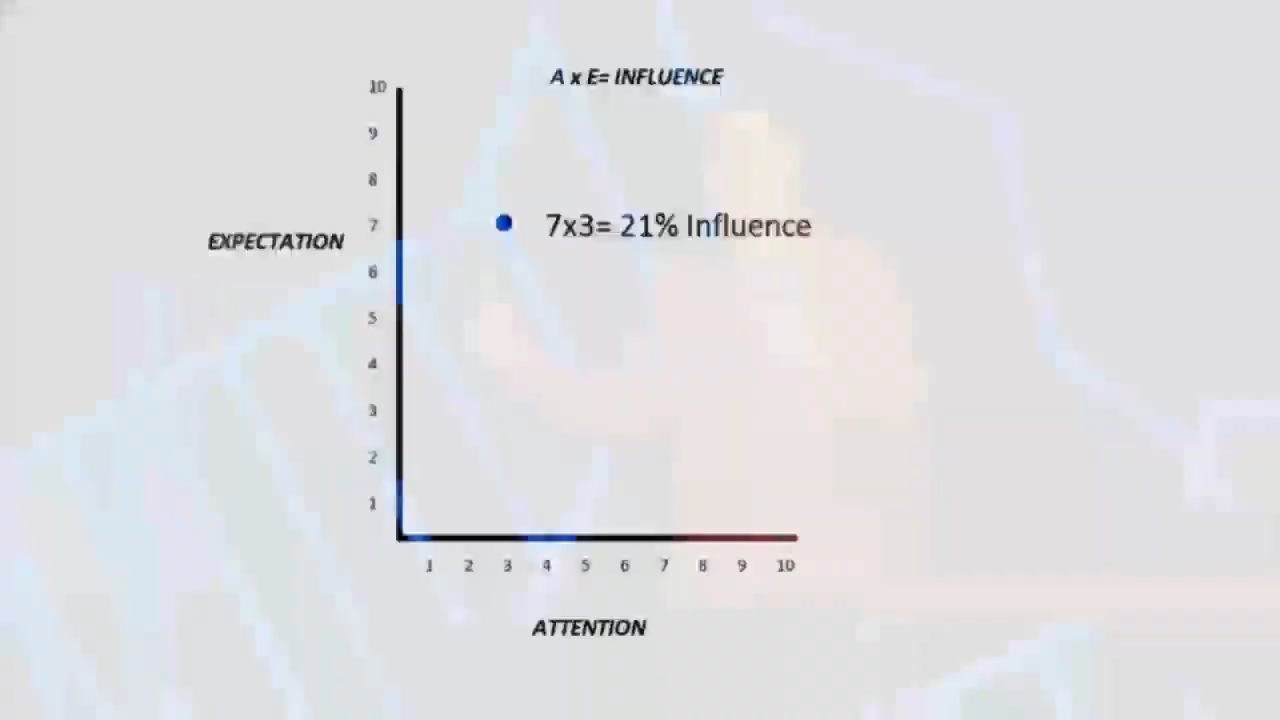 A x E= INFLUENCE
10
9
8
7x3= 21% Influence
7
EXPECTATION
6
5
4
3
2
1
1 2 3 4 5 6 7 8 9 10
ATTENTION